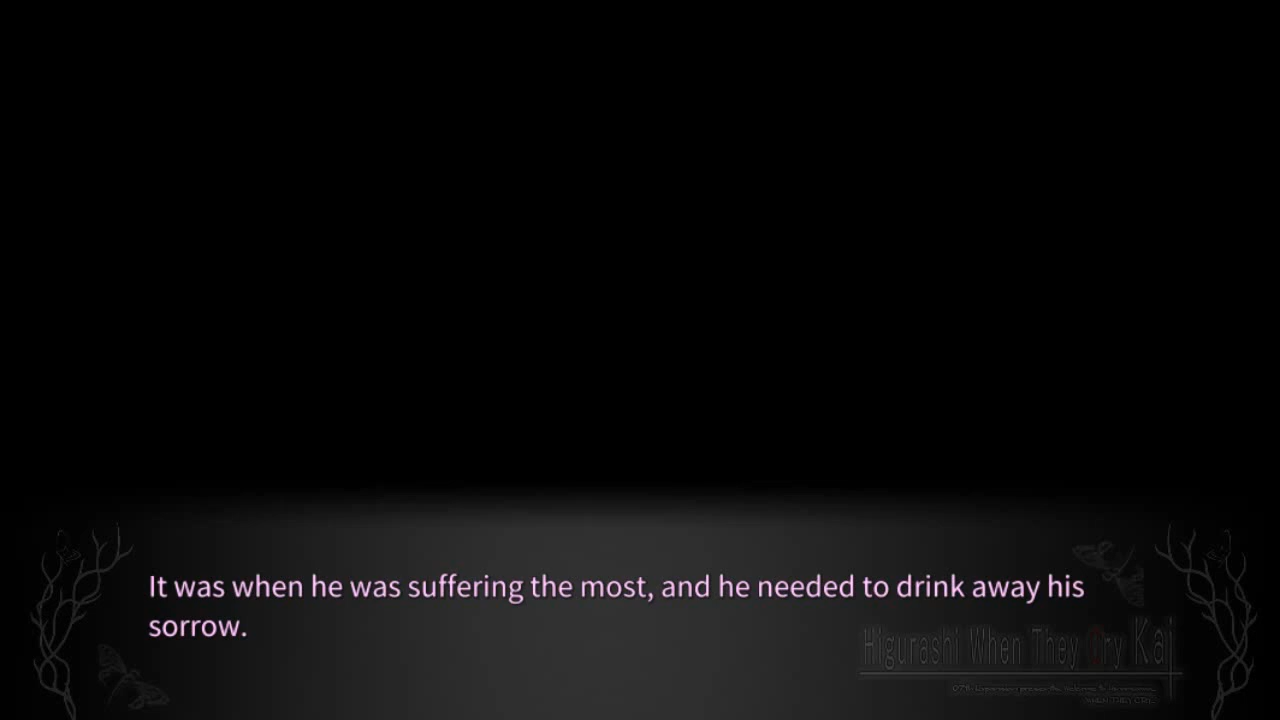 It was when he was suffering the most, and he needed to drink away his
sorrow.
Higurashi When They Cry Kai